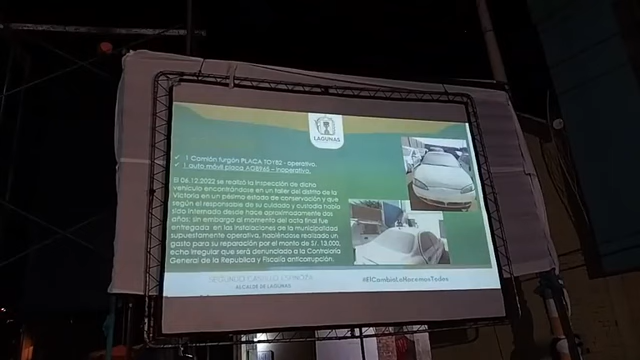 LAGUNAS
✓ 1 Camión furgón PLACA TOY82 - operativo.
✓ 1 auto móvil placa - inoperativo.
El 06.12.2022 se realizó la inspección de dicho
vehículo encontrándose en un taller del distrito de la
Victoria en un pésimo estado de conservación y que
según el responsable de su cuidado y custodia había
sido internado desde hace aproximadamente dos
años; sin embargo al momento del acta final fue
entregada en las instalaciones de la municipalidad
supuestamente operativa, habiéndose realizado un
gasto para su reparación por el monto de S/. 13,000,
echo irregular que será denunciado a la Contraloría
General de la Republica y Fiscalía anticorrupción.
SEGUNDO ESPINOZA
ALCALDE DE LAGUNAS
#ElCambioLoHacemosTodos